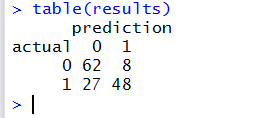 > table(results)
prediction
actual 0 1
0 62 8
1 27 48
>